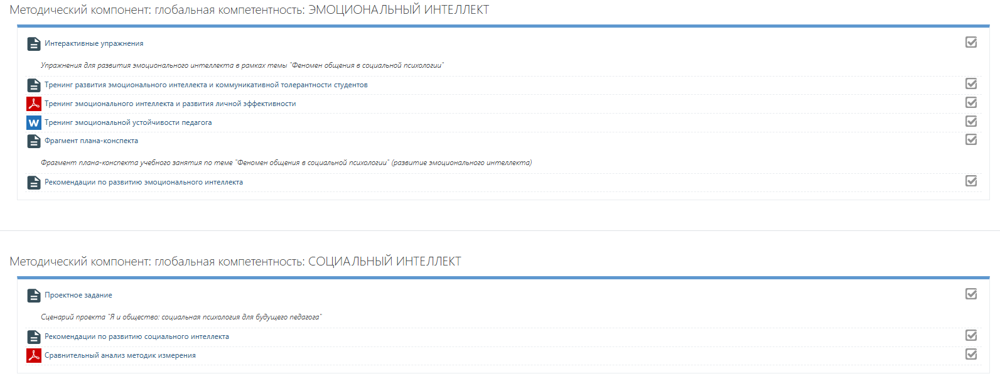 Методический компонент: глобальная компетентность: ЭМОЦИОНАЛЬНЫЙ ИНТЕЛЛЕКТ
Интерактивные упражнения
Упражнения для развития эмоционального интеллекта в рамках темы "Феномен общения в социальной психологии"
Тренинг развития эмоционального интеллекта и коммуникативной толерантности студентов
Тренинг эмоционального интеллекта и развития личной эффективности
W Тренинг эмоциональной устойчивости педагога
Фрагмент плана-конспекта
Фрагмент плана-конспекта учебного занятия по теме "Феномен общения в социальной психологии" (развитие эмоционального интеллекта)
Рекомендации по развитию эмоционального интеллекта
Методический компонент: глобальная компетентность: СОЦИАЛЬНЫЙ ИНТЕЛЛЕКТ
Проектное задание
Сценарий проекта "Я и общество: социальная психология для будущего педагога"
Рекомендации по развитию социального интеллекта
Сравнительный анализ методик измерения